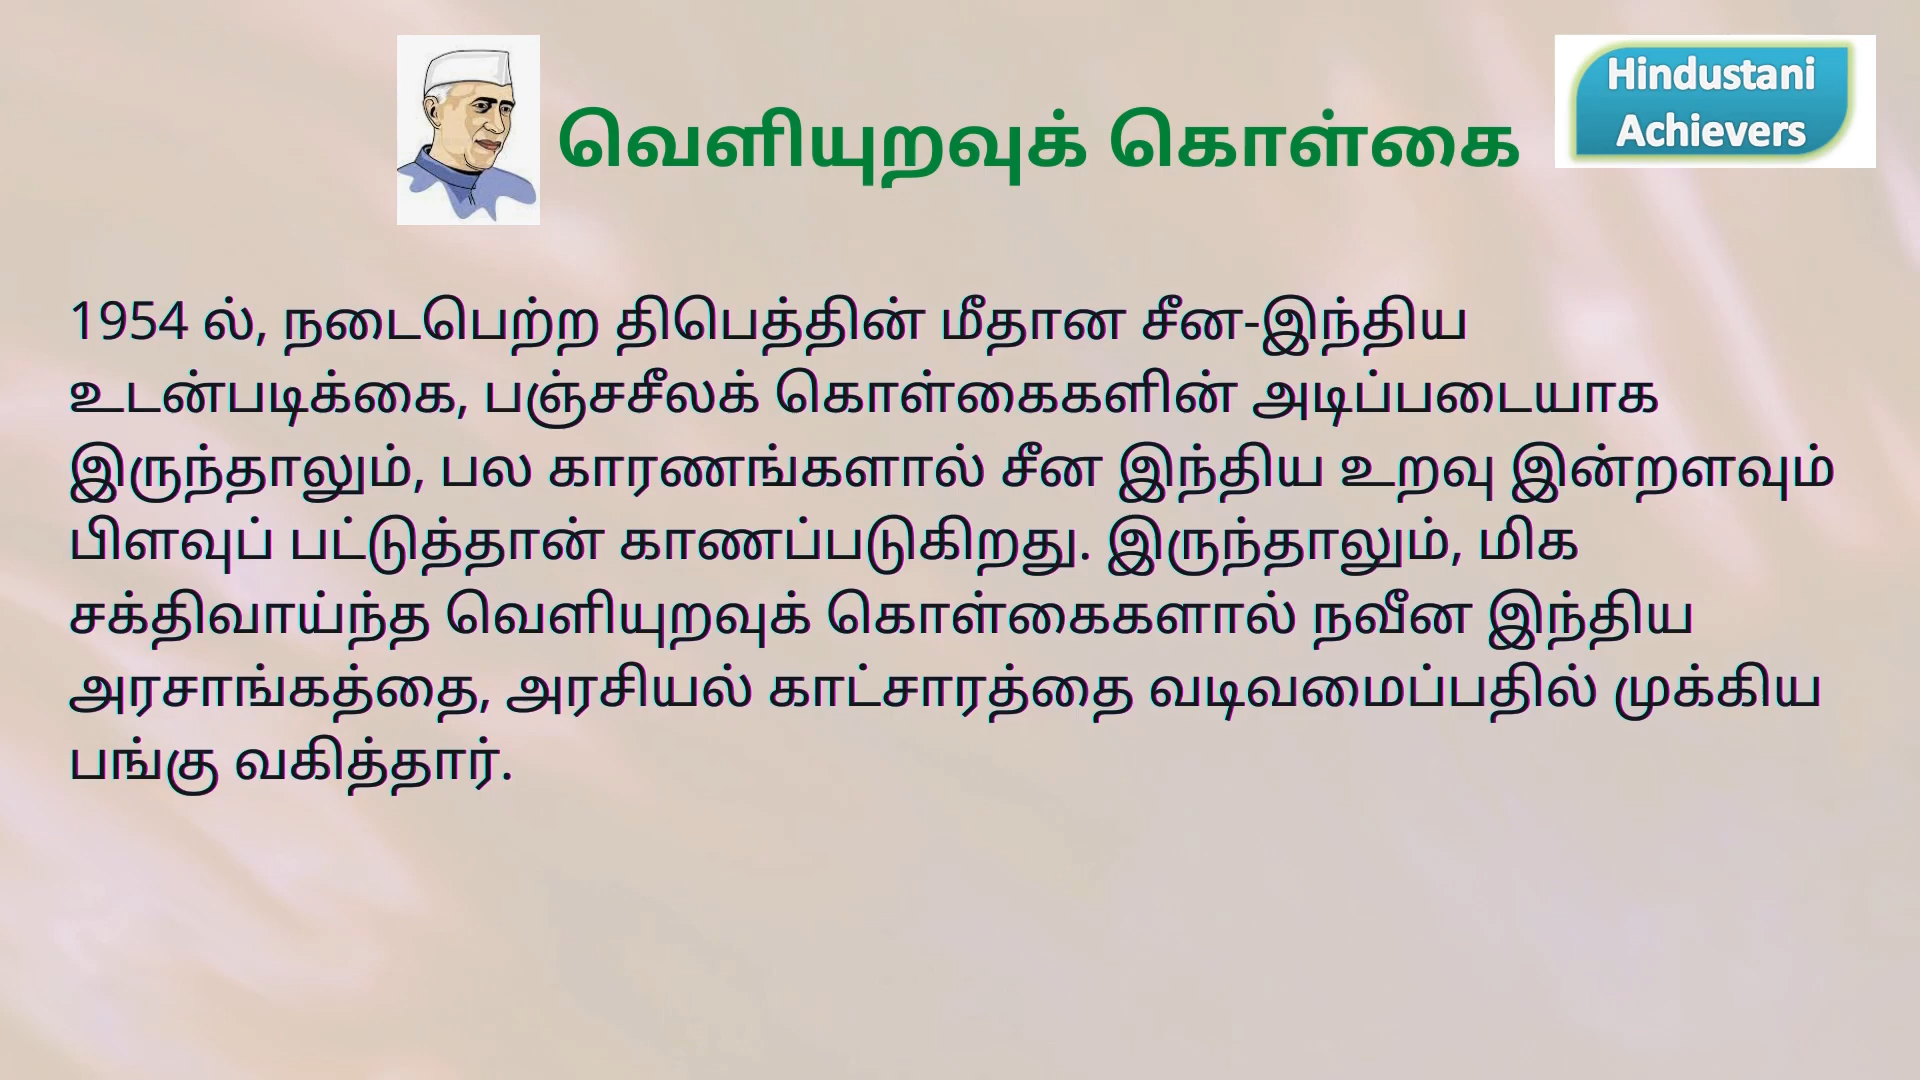 வெளியுறவுக் கொள்கை
Hindustani
Achievers
1954 ல், நடைபெற்ற திபெத்தின் மீதான சீன-இந்திய
உடன்படிக்கை, பஞ்சசீலக் கொள்கைகளின் அடிப்படையாக
இருந்தாலும், பல காரணங்களால் சீன இந்திய உறவு இன்றளவும்
பிளவுப் பட்டுத்தான் காணப்படுகிறது. இருந்தாலும், மிக
சக்திவாய்ந்த வெளியுறவுக் கொள்கைகளால் நவீன இந்திய
அரசாங்கத்தை, அரசியல் காட்சாரத்தை வடிவமைப்பதில் முக்கிய
பங்கு வகித்தார்.